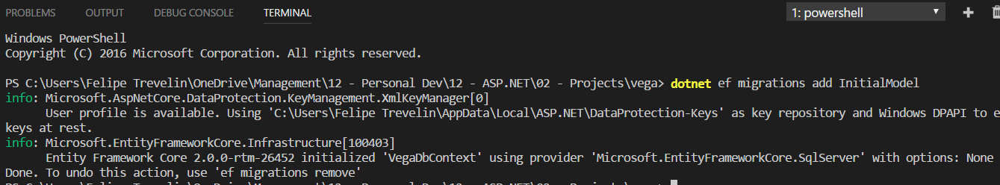 PROBLEMS OUTPUT DEBUG CONSOLE TERMINAL 1: powershell
Windows PowerShell
Copyright (C) 2016 Microsoft Corporation. All rights reserved.
PS C:\Users\Felipe Trevelin\OneDrive\Management\12 - Personal Dev\12 - ASP.NET\02 - Projects\vega> dotnet ef migrations add InitialModel
info: Microsoft.AspNetCore.DataProtection.KeyManagement.XmlKeyManager[0]
User profile is available. Using 'C:\Users\Felipe Trevelin\AppData\Local\ASP.NET\DataProtection-Keys' as key repository and Windows DPAPI to e
keys at rest.
info: Microsoft.EntityFrameworkCore.Infrastructure[100403]
Entity Framework Core 2.0.0-rtm-26452 initialized 'VegaDbContext' using provider 'Microsoft.EntityFrameworkCore.SqlServer' with options: None
Done. To undo this action, use 'ef migrations remove'